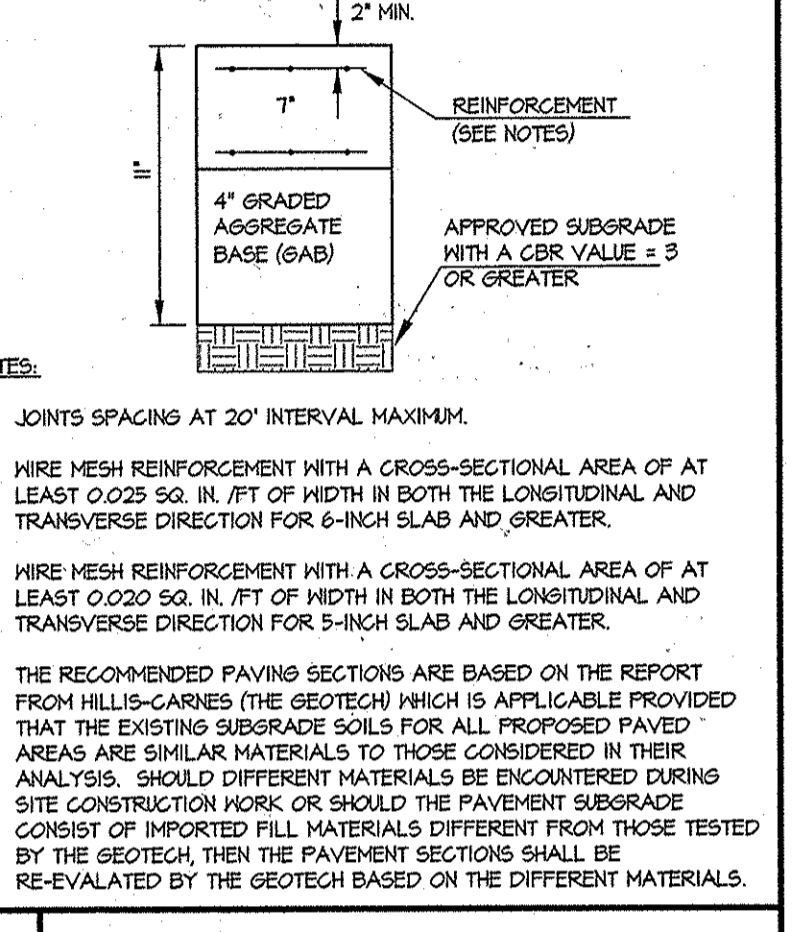 2" MIN.
7"
REINFORCEMENT
(SEE NOTES)
11"
4" GRADED
AGGREGATE
BASE (GAB)
APPROVED SUBGRADE
WITH A CBR VALUE = 3
OR GREATER
TES:
JOINTS SPACING AT 20' INTERVAL MAXIMUM.
WIRE MESH REINFORCEMENT WITH A CROSS-SECTIONAL AREA OF AT
LEAST 0.025 SQ. IN. /FT OF WIDTH IN BOTH THE LONGITUDINAL AND
TRANSVERSE DIRECTION FOR 6-INCH SLAB AND GREATER.
WIRE MESH REINFORCEMENT WITH A CROSS-SECTIONAL AREA OF AT
LEAST 0.020 SQ. IN. /FT OF WIDTH IN BOTH THE LONGITUDINAL AND
TRANSVERSE DIRECTION FOR 5-INCH SLAB AND GREATER.
THE RECOMMENDED PAVING SECTIONS ARE BASED ON THE REPORT
FROM HILLIS-CARNES (THE GEOTECH) WHICH IS APPLICABLE PROVIDED
THAT THE EXISTING SUBGRADE SOILS FOR ALL PROPOSED PAVED
AREAS ARE SIMILAR MATERIALS TO THOSE CONSIDERED IN THEIR
ANALYSIS. SHOULD DIFFERENT MATERIALS BE ENCOUNTERED DURING
SITE CONSTRUCTION WORK OR SHOULD THE PAVEMENT SUBGRADE
CONSIST OF IMPORTED FILL MATERIALS DIFFERENT FROM THOSE TESTED
BY THE GEOTECH, THEN THE PAVEMENT SECTIONS SHALL BE
RE-EVALATED BY THE GEOTECH BASED ON THE DIFFERENT MATERIALS.